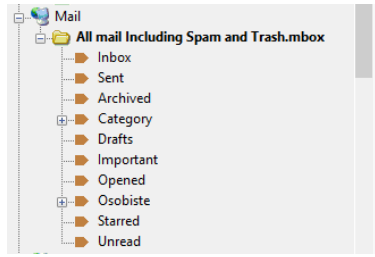 Mail
All mail Including Spam and Trash.mbox
Inbox
Sent
Archived
Category
Drafts
Important
Opened
Osobiste
Starred
Unread